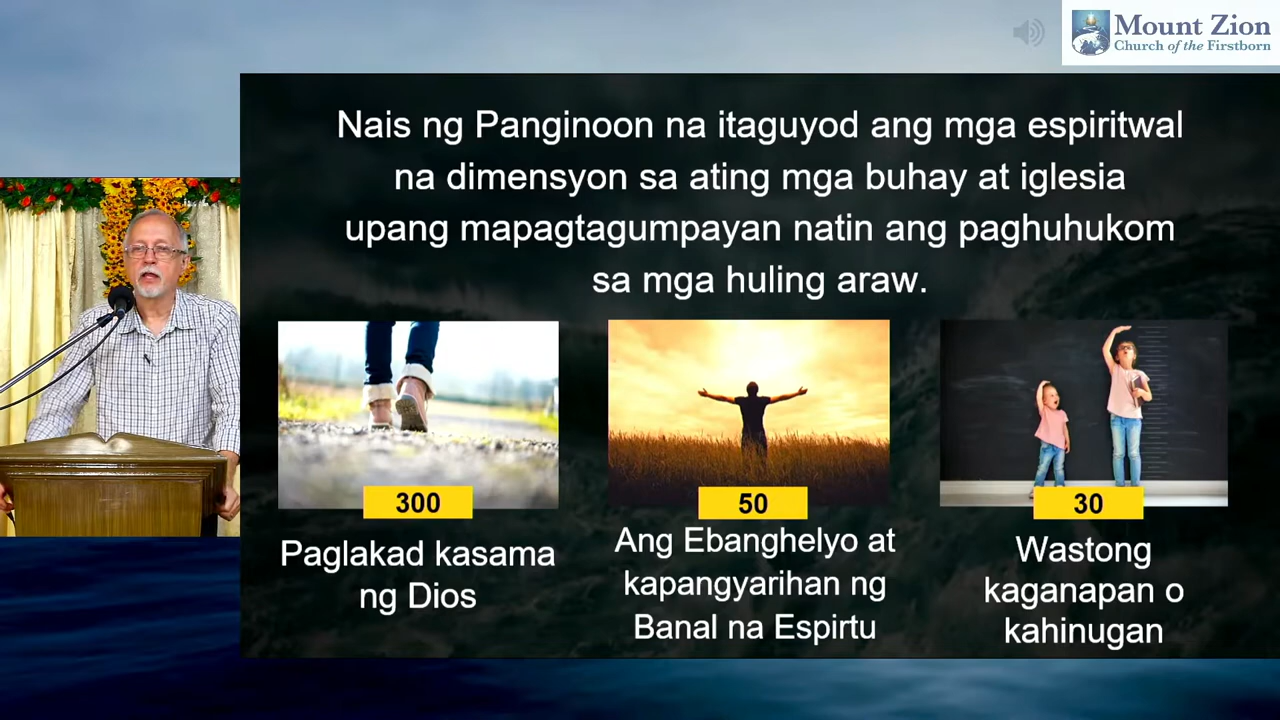 Mount Zion
Church of the Firstborn
Nais ng Panginoon na itaguyod ang mga espiritwal
na dimensyon sa ating mga buhay at iglesia
upang mapagtagumpayan natin ang paghuhukom
sa mga huling araw.
300
Paglakad kasama
ng Dios
50
Ang Ebanghelyo at
kapangyarihan ng
Banal na Espirtu
30
Wastong
kaganapan o
kahinugan